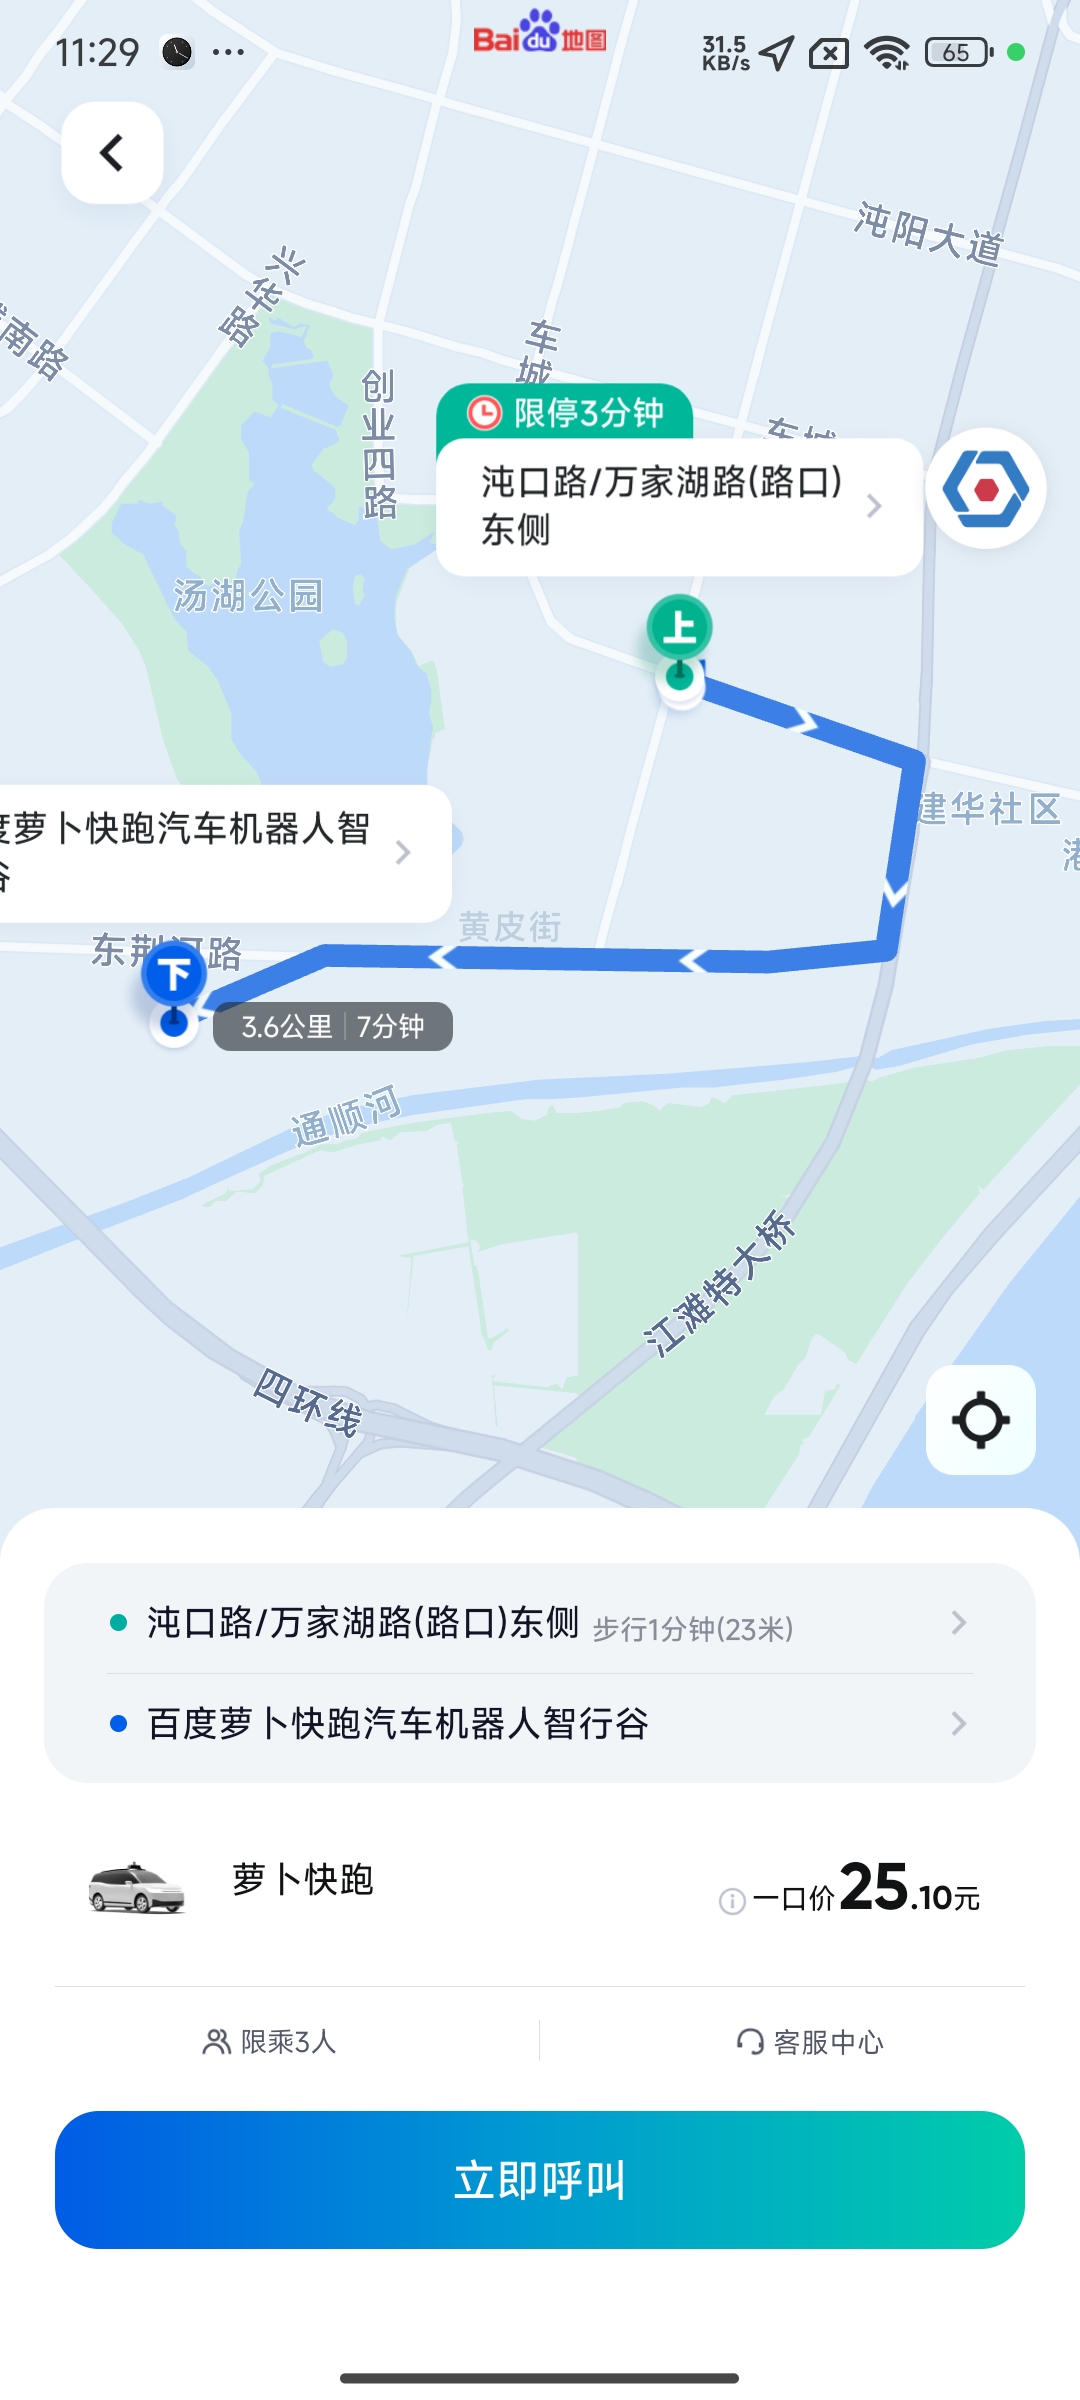 11:29
Bai du 地图
31.5
KB/s
65
沌阳大道
兴华路
南路
创业四路
车城
车城
限停3分钟
沌口路/万家湖路(路口)
东侧
汤湖公园
上
建华社区
港
度萝卜快跑汽车机器人智
谷
黄皮街
东荆河路
下
3.6公里 7分钟
通顺河
江滩特大桥
四环线
沌口路/万家湖路(路口)东侧 步行1分钟(23米)
百度萝卜快跑汽车机器人智行谷
萝卜快跑
一口价25.10元
限乘3人
客服中心
立即呼叫